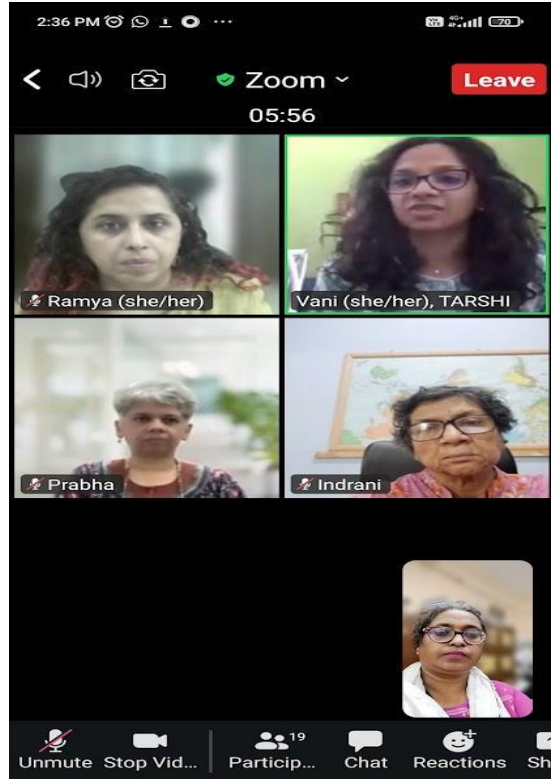 2:36 PM
4G+
70
Zoom
Leave
05:56
Ramya (she/her)
Vani (she/her), TARSHI
Prabha
Indrani
19
Unmute Stop Vid... Particip... Chat Reactions Sh